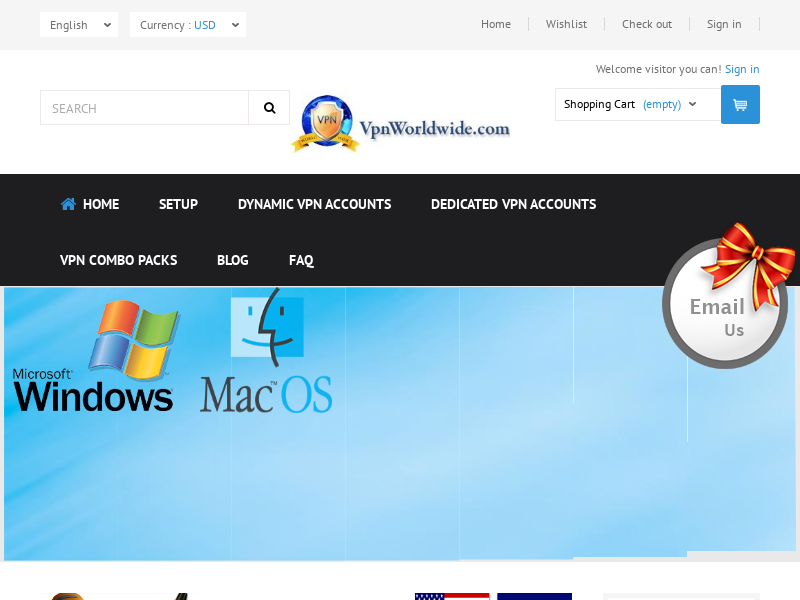 English
Currency : USD
Home
Wishlist
Check out
Sign in
Welcome visitor you can! Sign in
SEARCH
VPN
VpnWorldwide.com
Shopping Cart (empty)
HOME
SETUP
DYNAMIC VPN ACCOUNTS
DEDICATED VPN ACCOUNTS
VPN COMBO PACKS
BLOG
FAQ
Email
Us
Microsoft®
Windows
Mac™ OS